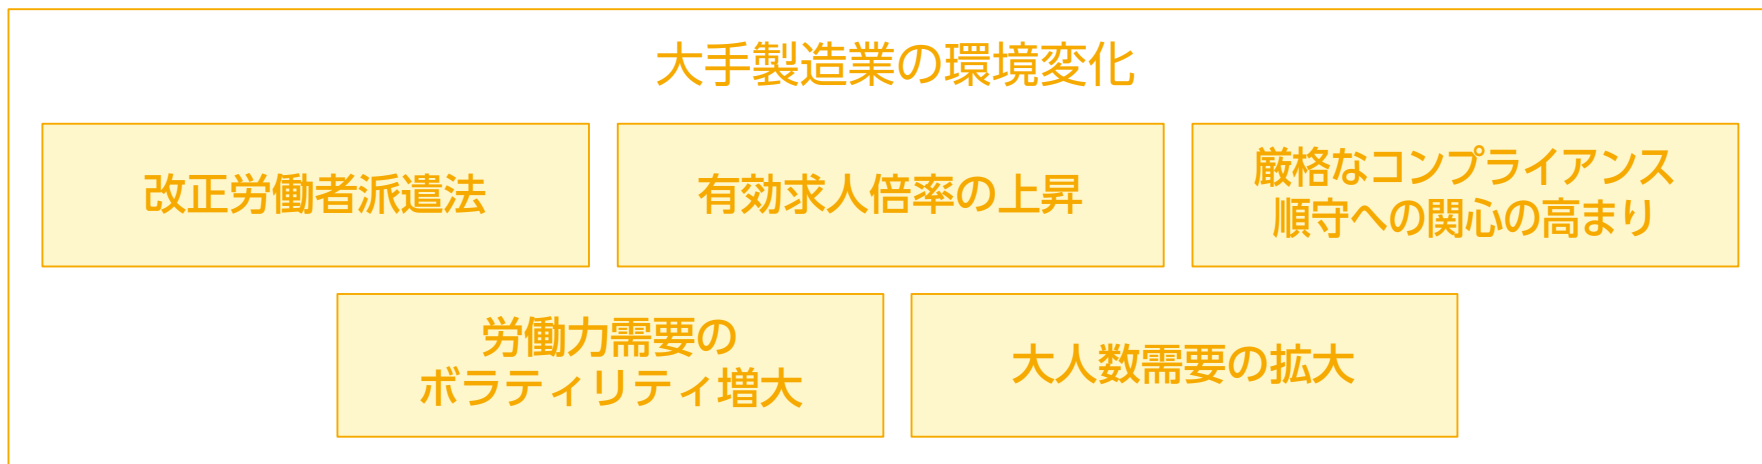 大手製造業の環境変化
改正労働者派遣法
有効求人倍率の上昇
厳格なコンプライアンス
順守への関心の高まり
労働力需要の
ボラティリティ増大
大人数需要の拡大